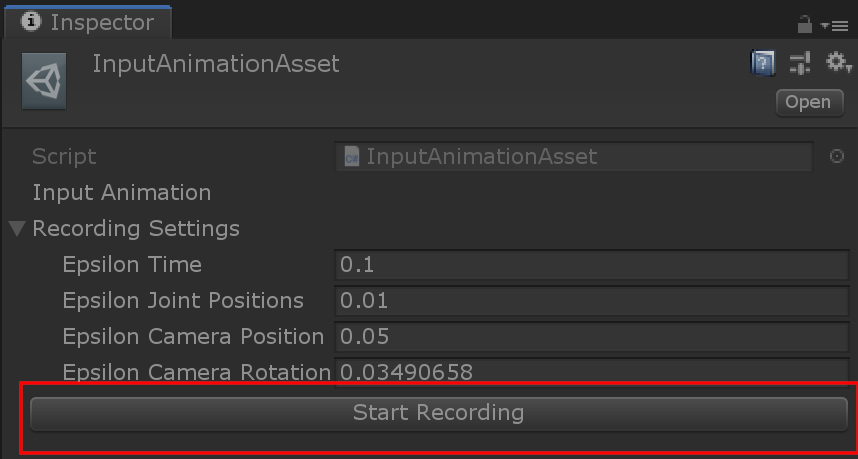 Inspector
InputAnimationAsset
Open
Script InputAnimationAsset
Input Animation
Recording Settings
Epsilon Time 0.1
Epsilon Joint Positions 0.01
Epsilon Camera Position 0.05
Epsilon Camera Rotation 0.03490658
Start Recording